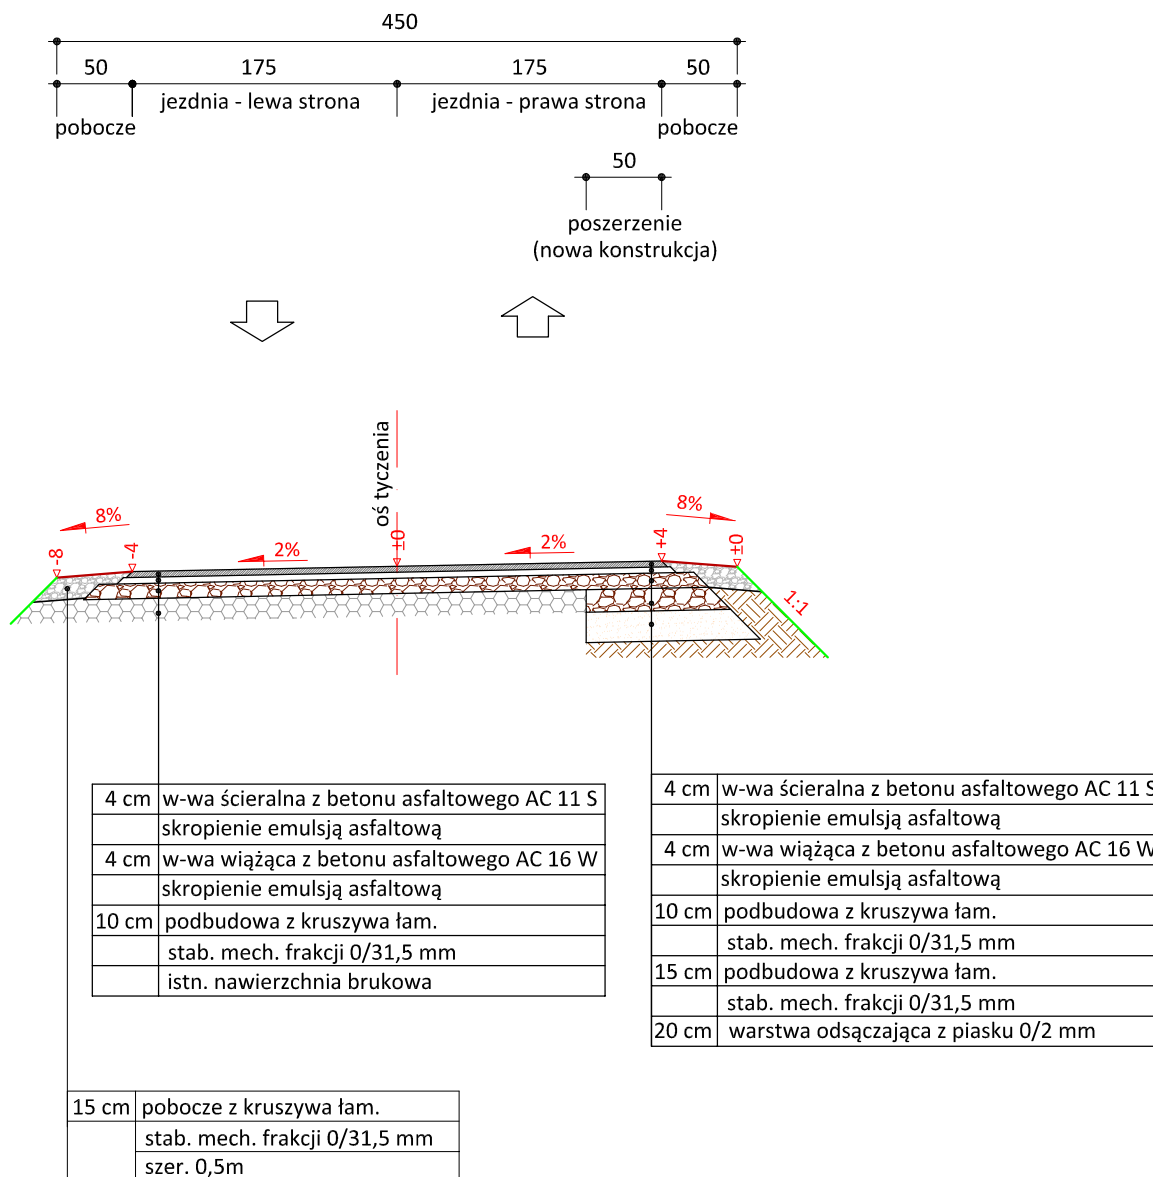 450
50 175 175 50
jezdnia - lewa strona jezdnia - prawa strona
pobocze pobocze
50
poszerzenie
(nowa konstrukcja)
oś tyczenia
8% 8%
-8 -4 2% ±0 2% +4 ±0
1:1
4 cm w-wa ścieralna z betonu asfaltowego AC 11 S
skropienie emulsją asfaltową
4 cm w-wa wiążąca z betonu asfaltowego AC 16 W
skropienie emulsją asfaltową
10 cm podbudowa z kruszywa łam.
stab. mech. frakcji 0/31,5 mm
istn. nawierzchnia brukowa
4 cm w-wa ścieralna z betonu asfaltowego AC 11 S
skropienie emulsją asfaltową
4 cm w-wa wiążąca z betonu asfaltowego AC 16 W
skropienie emulsją asfaltową
10 cm podbudowa z kruszywa łam.
stab. mech. frakcji 0/31,5 mm
15 cm podbudowa z kruszywa łam.
stab. mech. frakcji 0/31,5 mm
20 cm warstwa odsączająca z piasku 0/2 mm
15 cm pobocze z kruszywa łam.
stab. mech. frakcji 0/31,5 mm
szer. 0,5m